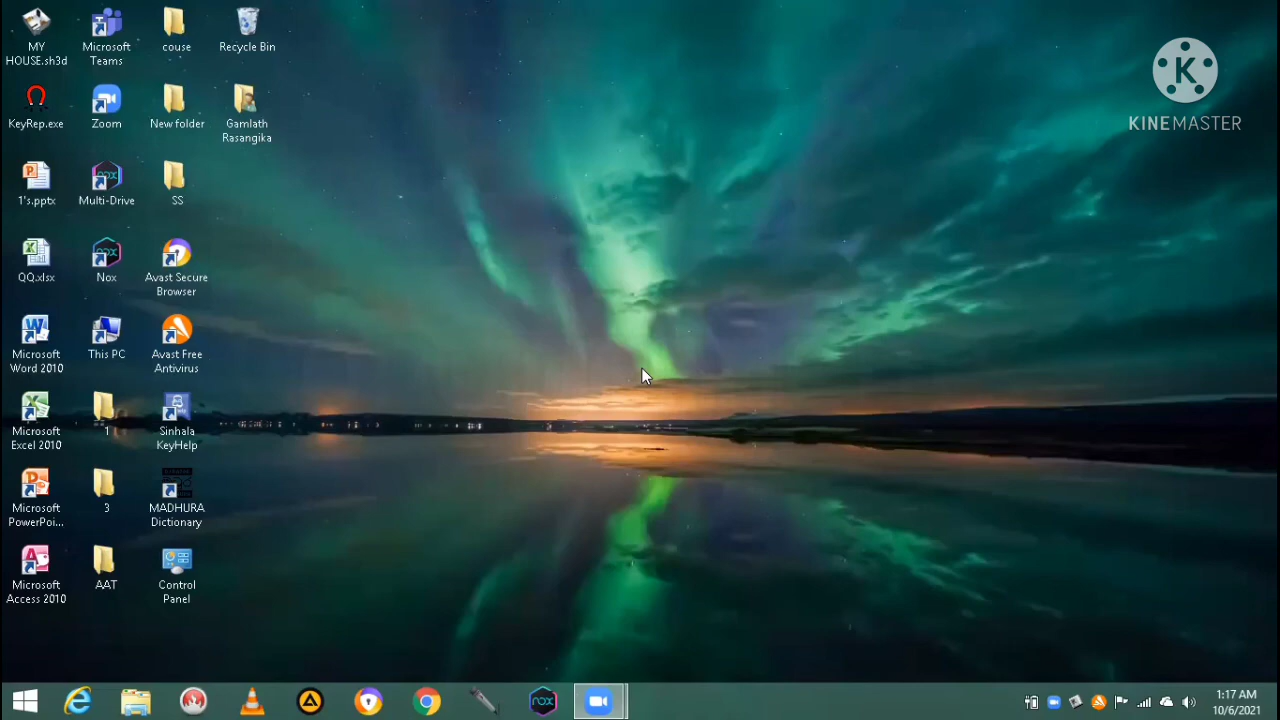 MY
HOUSE.sh3d
Microsoft
Teams
couse
Recycle Bin
KeyRep.exe
Zoom
New folder
Gamlath
Rasangika
1's.pptx
Multi-Drive
SS
QQ.xlsx
Nox
Avast Secure
Browser
Microsoft
Word 2010
This PC
Avast Free
Antivirus
Microsoft
Excel 2010
1
Sinhala
KeyHelp
Microsoft
PowerPoi...
3
MADHURA
Dictionary
Microsoft
Access 2010
AAT
Control
Panel
K
KINEMASTER
nox
1:17 AM
10/6/2021